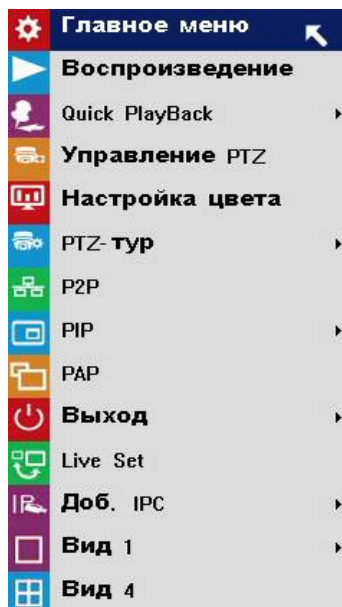 Главное меню
Воспроизведение
Quick PlayBack
Управление PTZ
Настройка цвета
PTZ-тур
P2P
PIP
PAP
Выход
Live Set
Доб. IPC
Вид 1
Вид 4